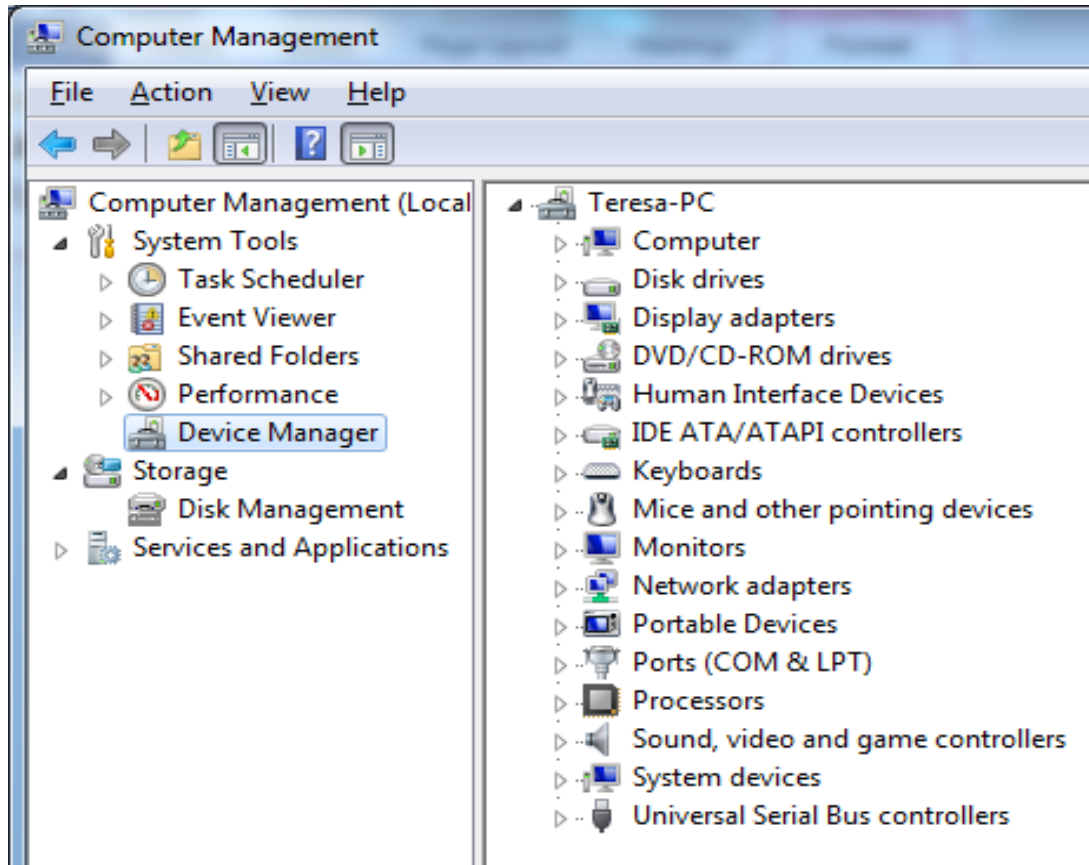 Computer Management
File Action View Help
Computer Management (Local
System Tools
Task Scheduler
Event Viewer
Shared Folders
Performance
Device Manager
Storage
Disk Management
Services and Applications
Teresa-PC
Computer
Disk drives
Display adapters
DVD/CD-ROM drives
Human Interface Devices
IDE ATA/ATAPI controllers
Keyboards
Mice and other pointing devices
Monitors
Network adapters
Portable Devices
Ports (COM & LPT)
Processors
Sound, video and game controllers
System devices
Universal Serial Bus controllers